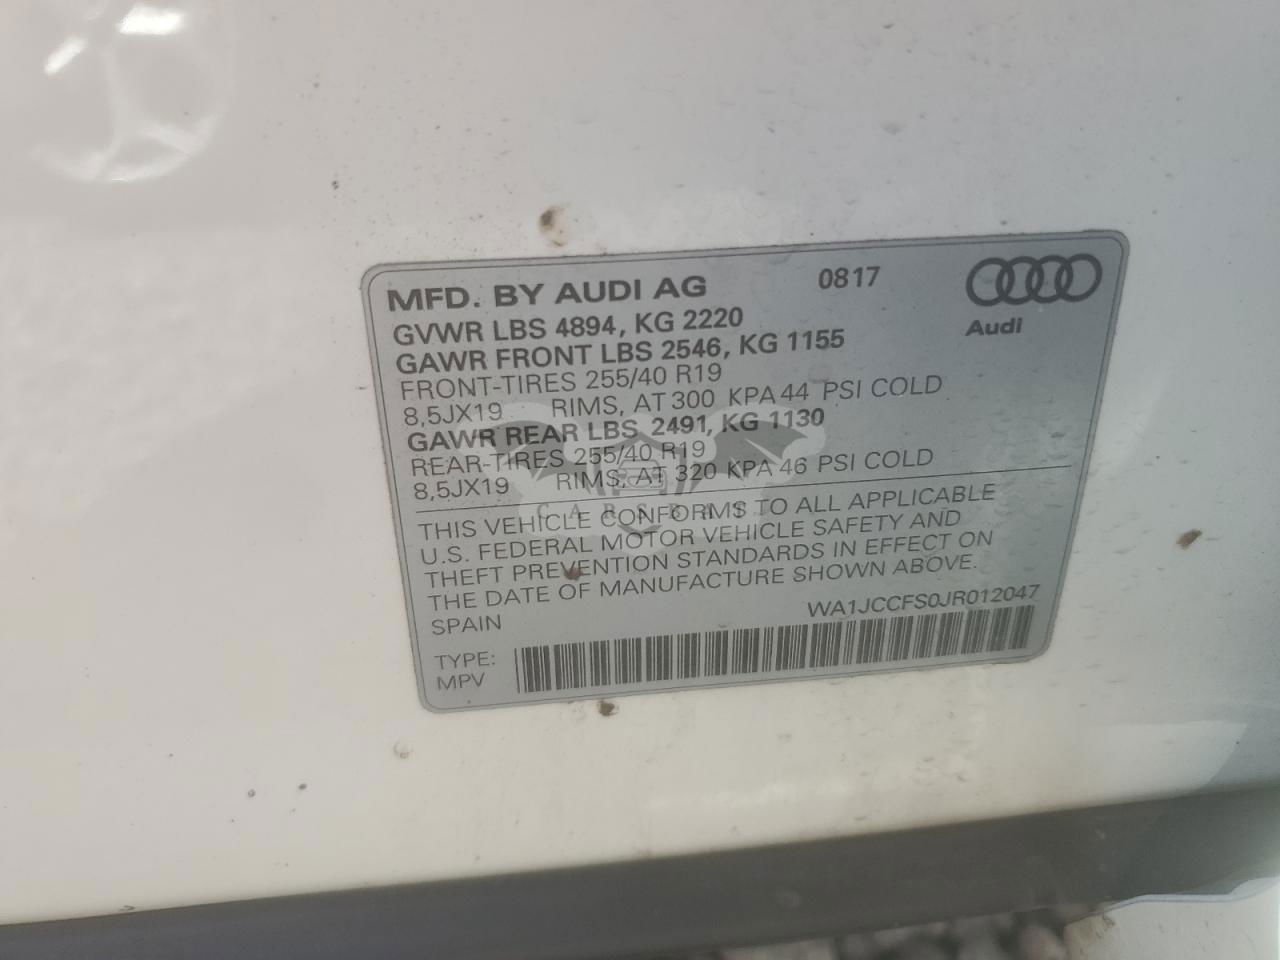 MFD. BY AUDI AG 0817
GVWR LBS 4894, KG 2220
Audi
GAWR FRONT LBS 2546, KG 1155
FRONT-TIRES 255/40 R19
8,5JX19 RIMS, AT 300 KPA 44 PSI COLD
GAWR REAR LBS 2491, KG 1130
REAR-TIRES 255/40 R19
8,5JX19 RIMS, AT 320 KPA 46 PSI COLD
THIS VEHICLE CONFORMS TO ALL APPLICABLE
U.S. FEDERAL MOTOR VEHICLE SAFETY AND
THEFT PREVENTION STANDARDS IN EFFECT ON
THE DATE OF MANUFACTURE SHOWN ABOVE.
SPAIN WA1JCCFS0JR012047
TYPE:
MPV